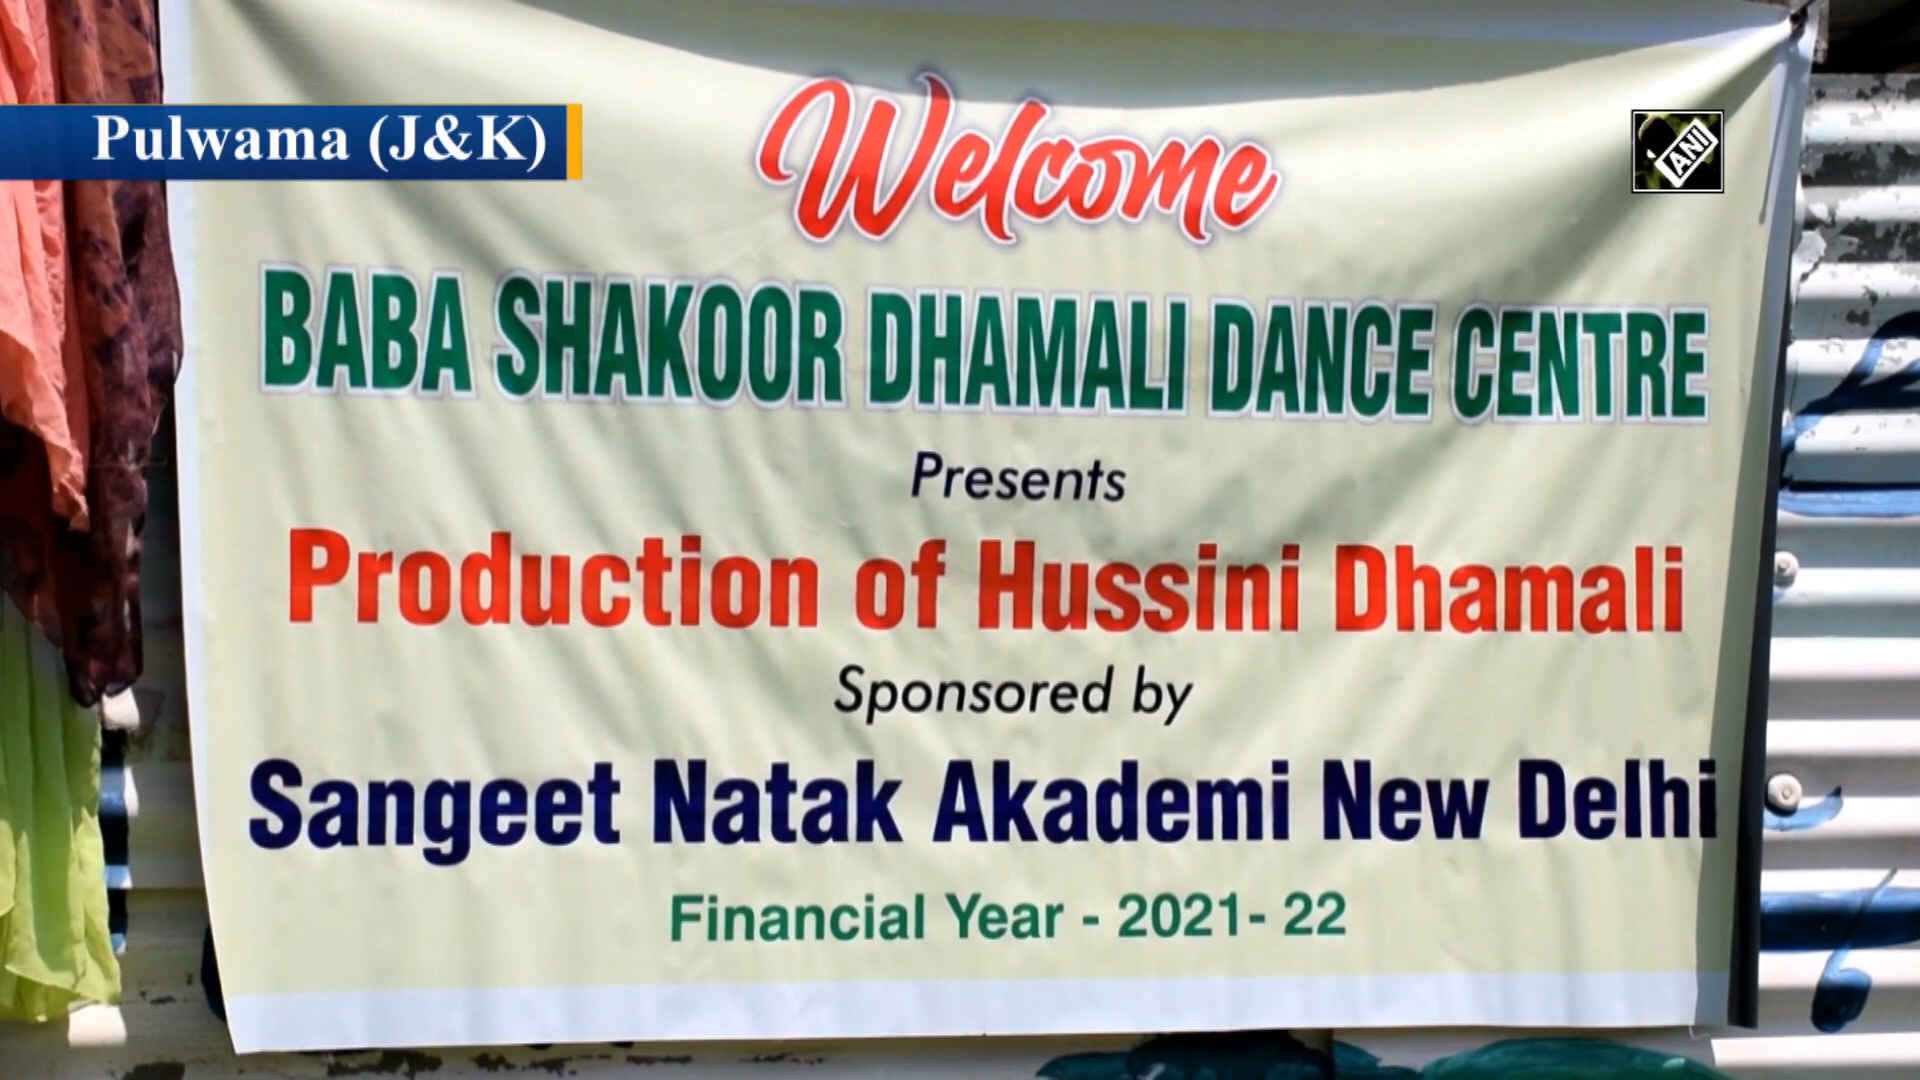 Pulwama (J&K)
ANI
Welcome
BABA SHAKOOR DHAMALI DANCE CENTRE
Presents
Production of Hussini Dhamali
Sponsored by
Sangeet Natak Akademi New Delhi
Financial Year - 2021- 22